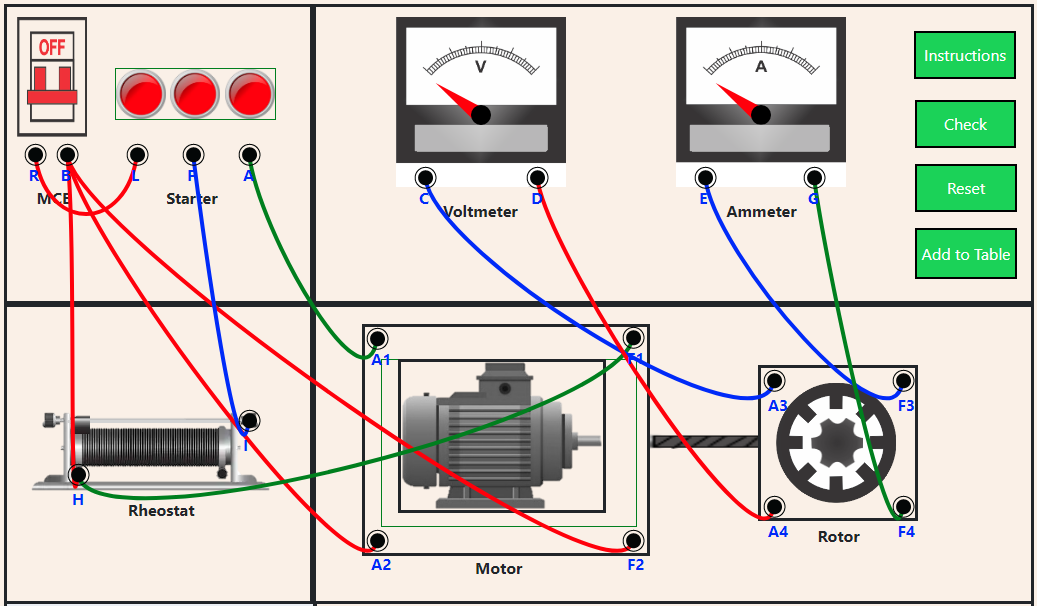 OFF
V
A
Instructions
Check
Reset
Add to Table
R
B
L
F
A
MCB
Starter
C
D
Voltmeter
E
G
Ammeter
A1
F1
A3
F3
I
H
Rheostat
A2
F2
Motor
A4
F4
Rotor